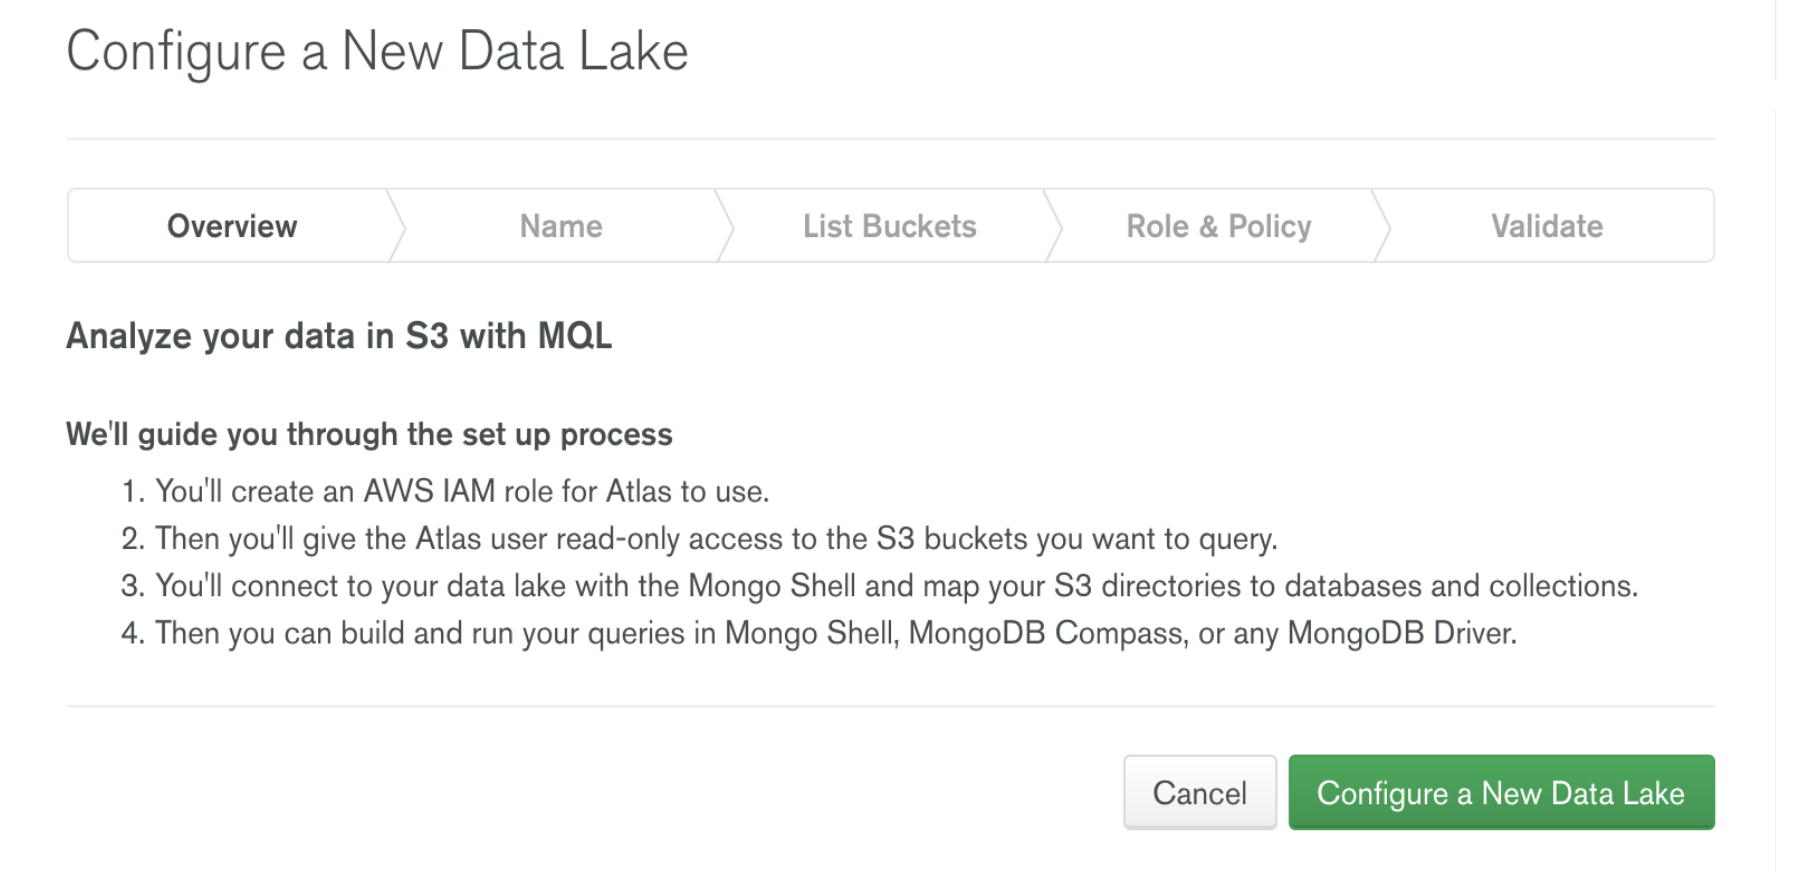 Configure a New Data Lake
Overview
Name
List Buckets
Role & Policy
Validate
Analyze your data in S3 with MQL
We'll guide you through the set up process
1. You'll create an AWS IAM role for Atlas to use.
2. Then you'll give the Atlas user read-only access to the S3 buckets you want to query.
3. You'll connect to your data lake with the Mongo Shell and map your S3 directories to databases and collections.
4. Then you can build and run your queries in Mongo Shell, MongoDB Compass, or any MongoDB Driver.
Cancel
Configure a New Data Lake